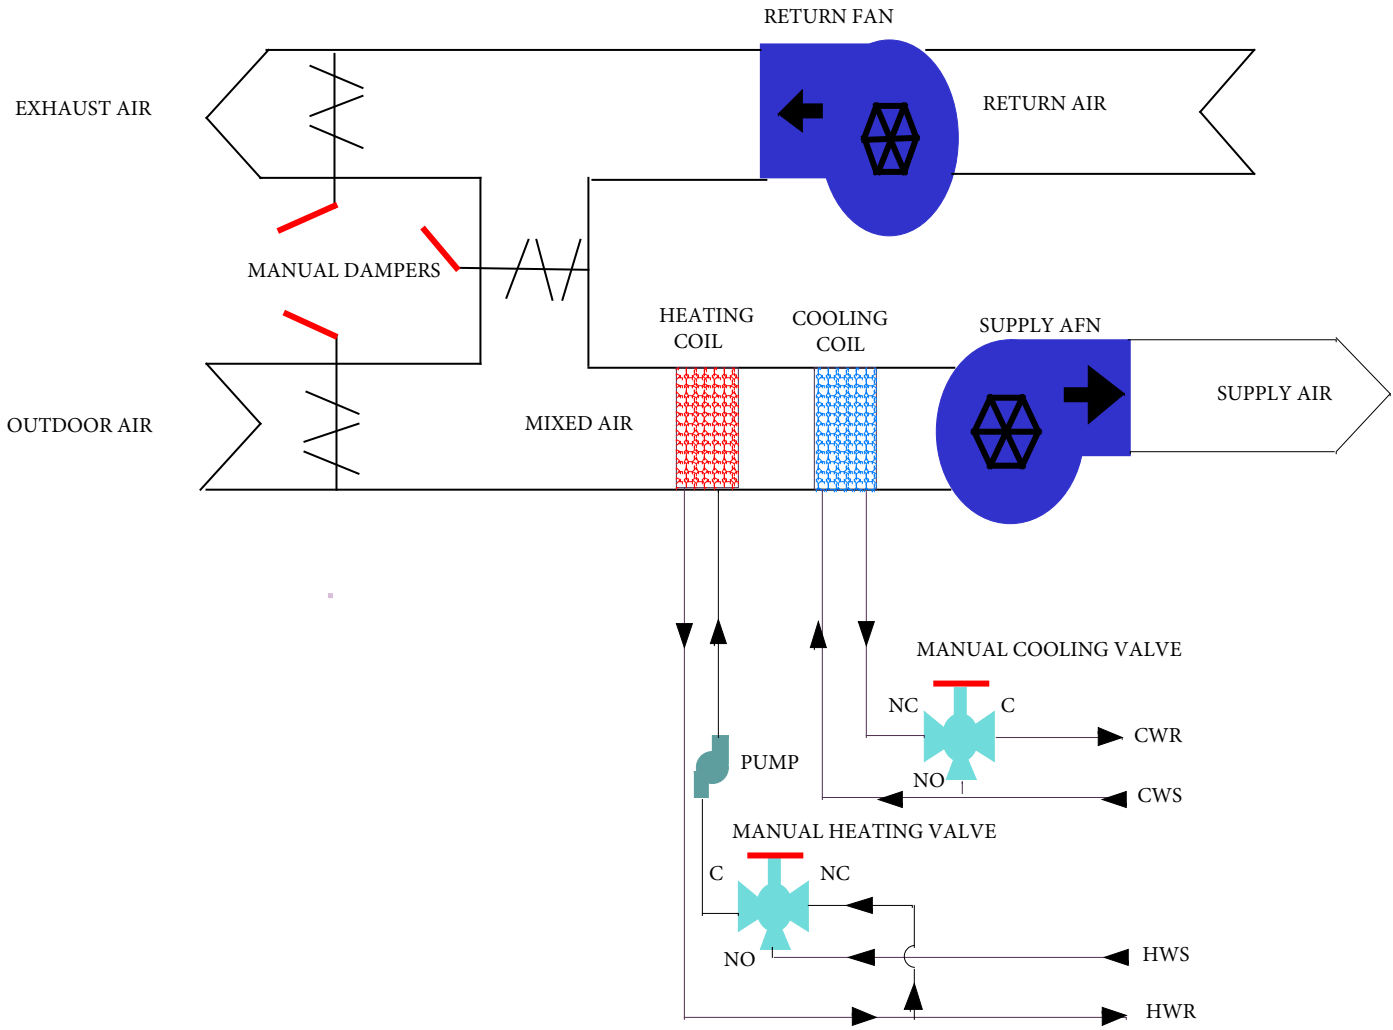 RETURN FAN
EXHAUST AIR
RETURN AIR
MANUAL DAMPERS
HEATING
COIL
COOLING
COIL
SUPPLY AFN
SUPPLY AIR
OUTDOOR AIR
MIXED AIR
MANUAL COOLING VALVE
NC
C
CWR
PUMP
NO
CWS
MANUAL HEATING VALVE
C
NC
NO
HWS
HWR